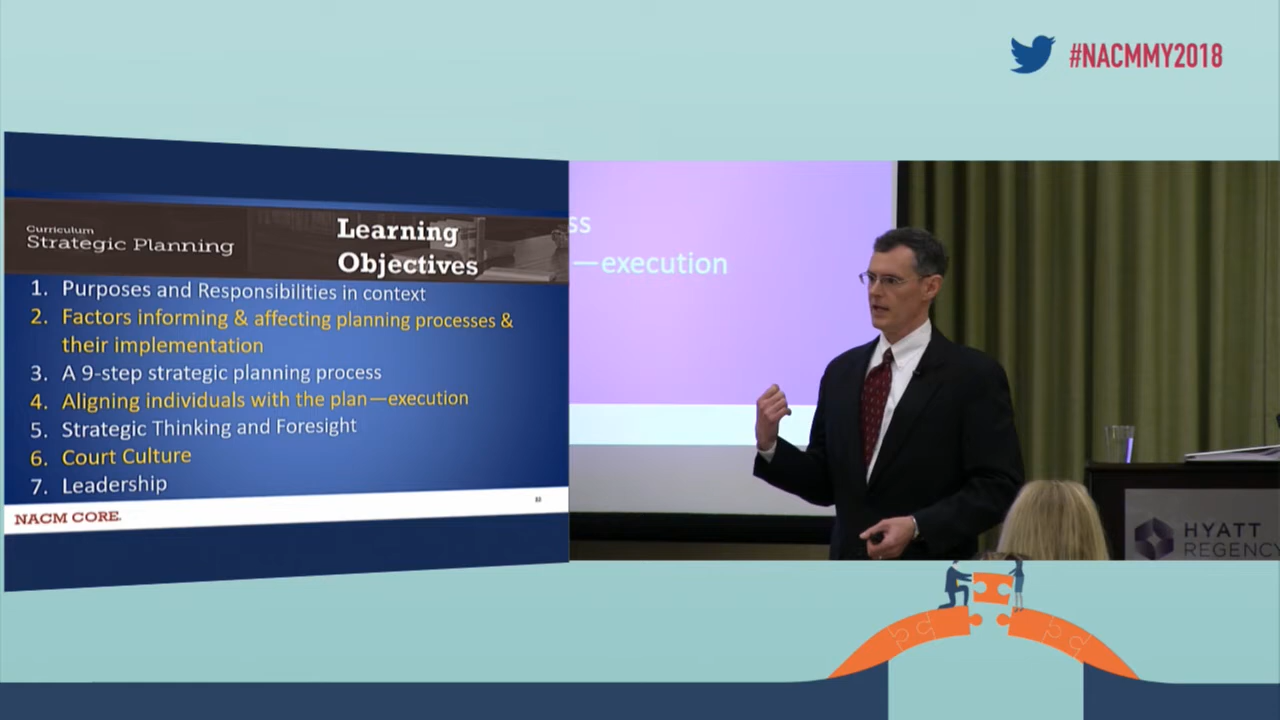 #NACMMY2018
Curriculum
Strategic Planning
Learning
Objectives
1. Purposes and Responsibilities in context
2. Factors informing & affecting planning processes &
their implementation
3. A 9-step strategic planning process
4. Aligning individuals with the plan—execution
5. Strategic Thinking and Foresight
6. Court Culture
7. Leadership
NACM CORE.
ss
—execution
HYATT
REGENCY